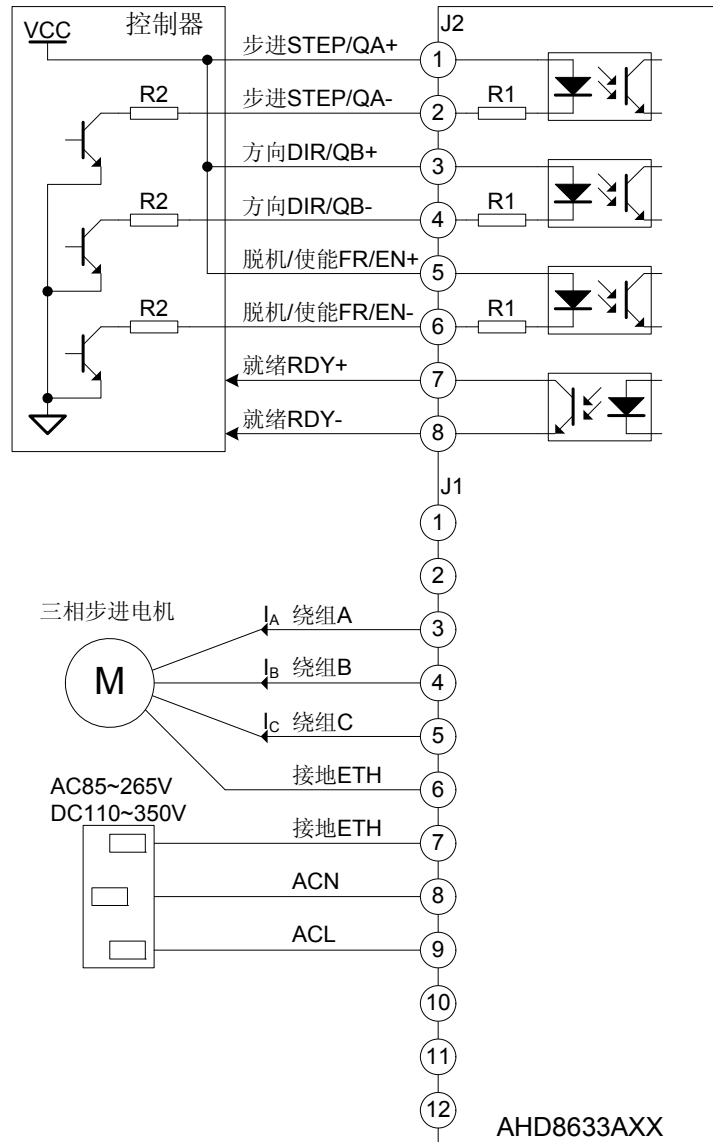 VCC
控制器
J2
步进STEP/QA+
1
R2
步进STEP/QA-
2
R1
方向DIR/QB+
3
R2
方向DIR/QB-
4
R1
脱机/使能FR/EN+
5
R2
脱机/使能FR/EN-
6
R1
就绪RDY+
7
就绪RDY-
8
J1
1
2
三相步进电机
IA 绕组A
3
M
IB 绕组B
4
IC 绕组C
5
接地ETH
6
AC85~265V
DC110~350V
接地ETH
7
ACN
8
ACL
9
10
11
12
AHD8633AXX